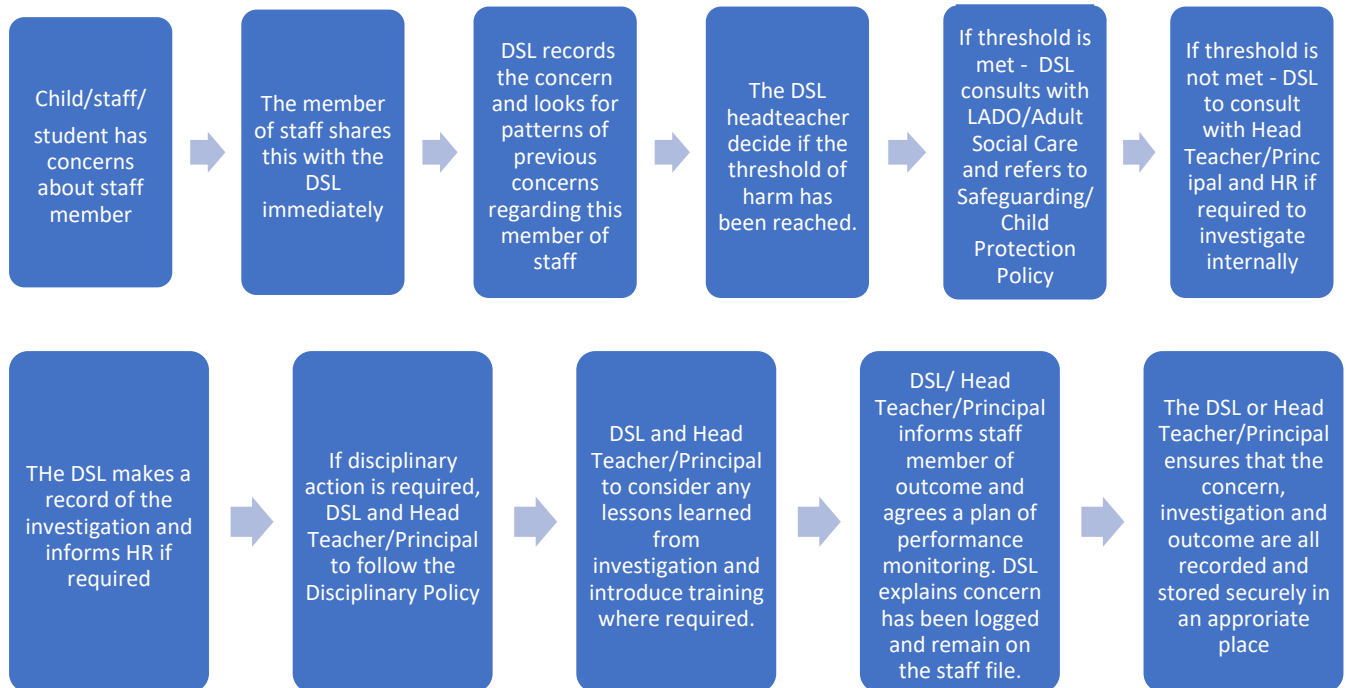 Child/staff/
student has
concerns
about staff
member
The member
of staff shares
this with the
DSL
immediately
DSL records
the concern
and looks for
patterns of
previous
concerns
regarding this
member of
staff
The DSL
headteacher
decide if the
threshold of
harm has
been reached.
If threshold is
met - DSL
consults with
LADO/Adult
Social Care
and refers to
Safeguarding/
Child
Protection
Policy
If threshold is
not met - DSL
to consult
with Head
Teacher/Princ
ipal and HR if
required to
investigate
internally
THe DSL makes a
record of the
investigation and
informs HR if
required
If disciplinary
action is required,
DSL and Head
Teacher/Principal
to follow the
Disciplinary Policy
DSL and Head
Teacher/Principal
to consider any
lessons learned
from
investigation and
introduce training
where required.
DSL/ Head
Teacher/Principal
informs staff
member of
outcome and
agrees a plan of
performance
monitoring. DSL
explains concern
has been logged
and remain on
the staff file.
The DSL or Head
Teacher/Principal
ensures that the
concern,
investigation and
outcome are all
recorded and
stored securely in
an approriate
place